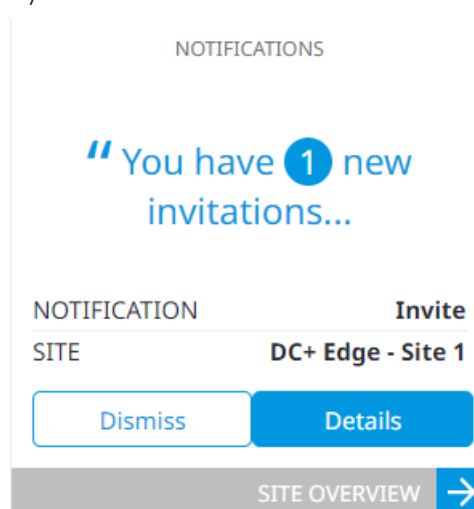 NOTIFICATIONS
“ You have 1 new
invitations...
NOTIFICATION Invite
SITE DC+ Edge - Site 1
Dismiss Details
SITE OVERVIEW →